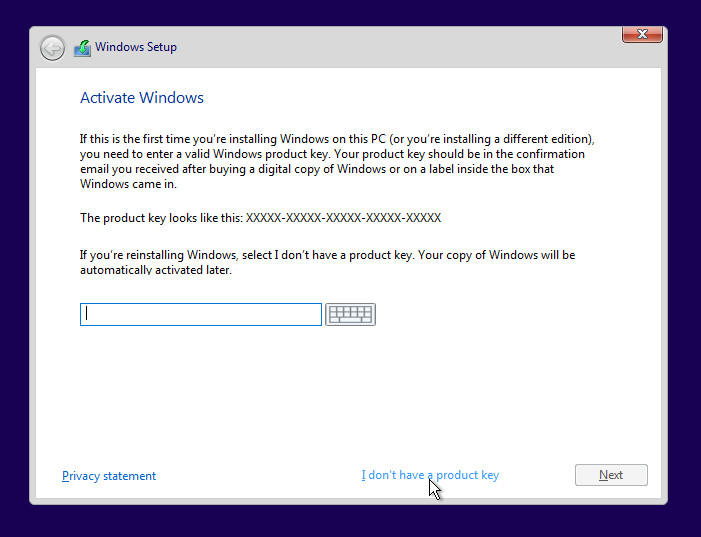 Windows Setup
Activate Windows
If this is the first time you're installing Windows on this PC (or you're installing a different edition),
you need to enter a valid Windows product key. Your product key should be in the confirmation
email you received after buying a digital copy of Windows or on a label inside the box that
Windows came in.
The product key looks like this: XXXXX-XXXXX-XXXXX-XXXXX-XXXXX
If you're reinstalling Windows, select I don't have a product key. Your copy of Windows will be
automatically activated later.
Privacy statement
I don't have a product key
Next